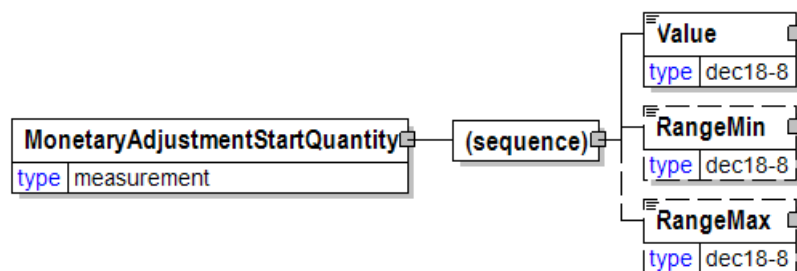 Value
type dec18-8
MonetaryAdjustmentStartQuantity
type measurement
(sequence)
RangeMin
type dec18-8
RangeMax
type dec18-8